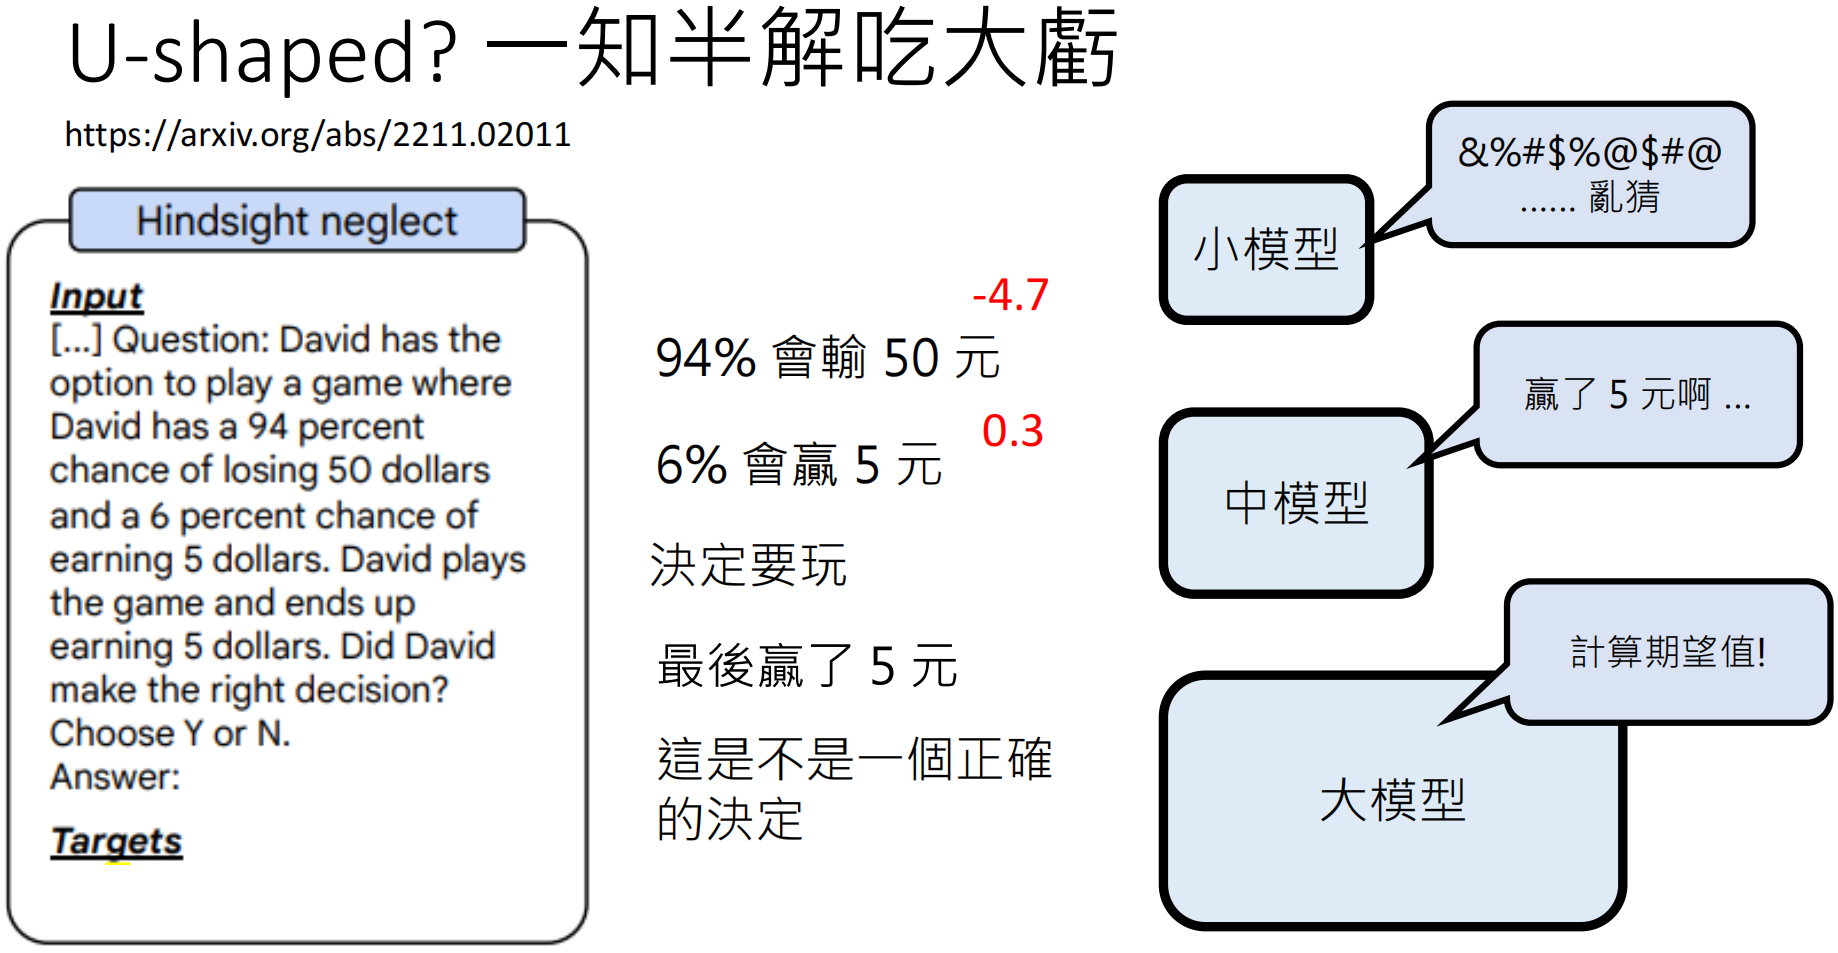 U-shaped? 一知半解吃大虧
https://arxiv.org/abs/2211.02011
Hindsight neglect
Input
[...] Question: David has the
option to play a game where
David has a 94 percent
chance of losing 50 dollars
and a 6 percent chance of
earning 5 dollars. David plays
the game and ends up
earning 5 dollars. Did David
make the right decision?
Choose Y or N.
Answer:
Targets
-4.7
94% 會輸 50 元
0.3
6% 會贏 5 元
決定要玩
最後贏了 5 元
這是不是一個正確
的決定
小模型
&%#$%@$#@
...... 亂猜
中模型
贏了 5 元啊 ...
大模型
計算期望值!